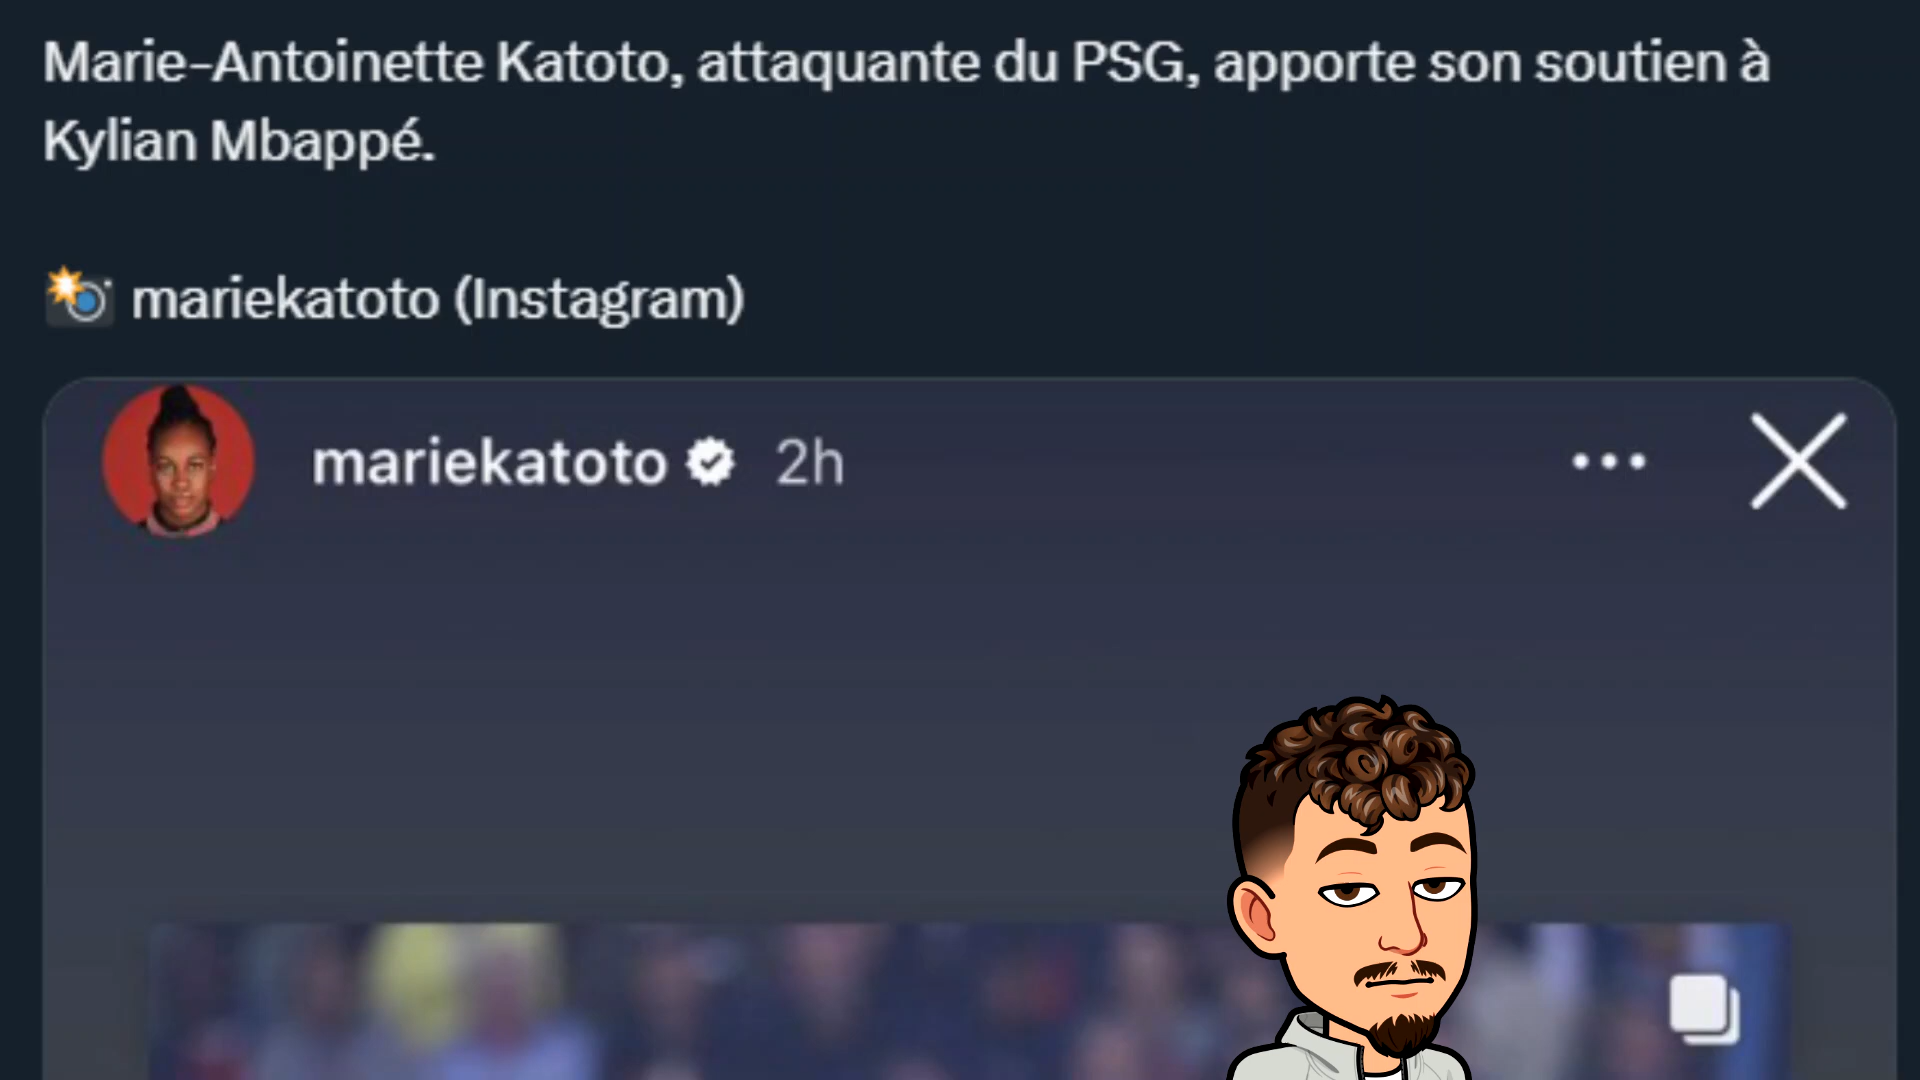 Marie-Antoinette Katoto, attaquante du PSG, apporte son soutien à
Kylian Mbappé.
mariekatoto (Instagram)
mariekatoto 2h